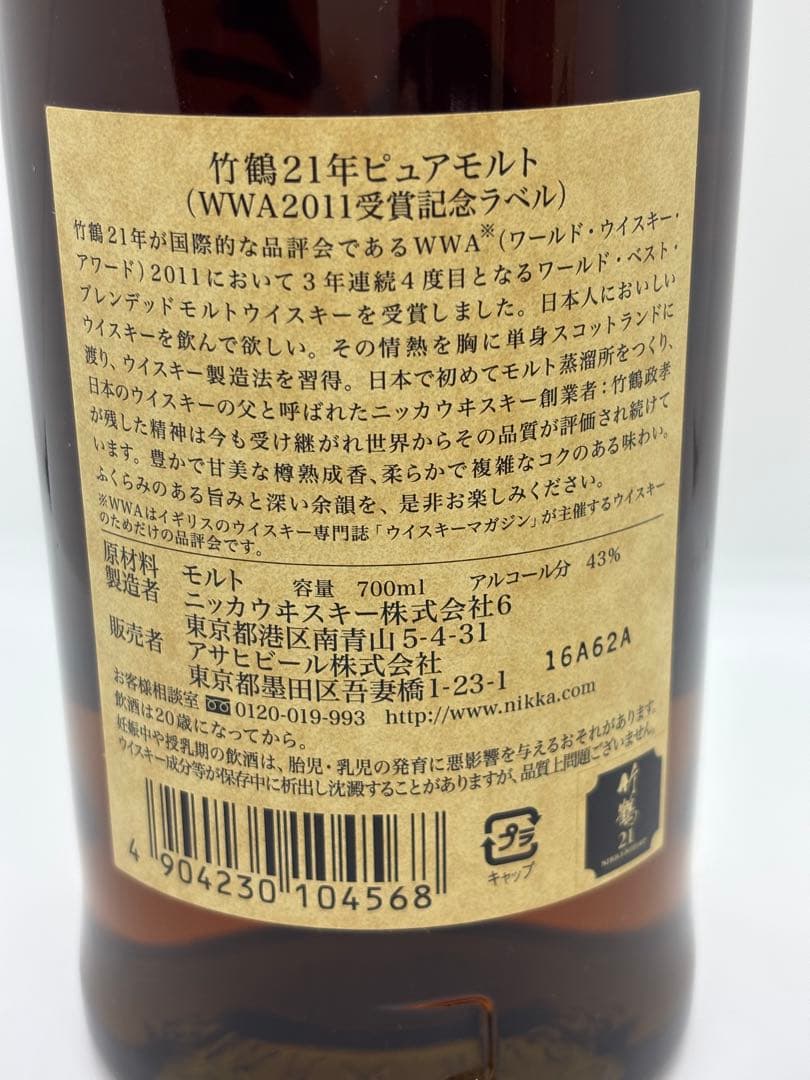 竹鶴21年ピュアモルト
(WWA2011受賞記念ラベル)
竹鶴21年が国際的な品評会であるWWA※(ワールド・ウイスキー・
アワード)2011において3年連続4度目となるワールド・ベスト・
ブレンデッドモルトウイスキーを受賞しました。日本人においしい
ウイスキーを飲んで欲しい。その情熱を胸に単身スコットランドに
渡り、ウイスキー製造法を習得。日本で初めてモルト蒸溜所をつくり、
日本のウイスキーの父と呼ばれたニッカウヰスキー創業者:竹鶴政孝
が残した精神は今も受け継がれ世界からその品質が評価され続けて
います。豊かで甘美な樽熟成香、柔らかで複雑なコクのある味わい。
ふくらみのある旨みと深い余韻を、是非お楽しみください。
※WWAはイギリスのウイスキー専門誌「ウイスキーマガジン」が主催するウイスキー
のためだけの品評会です。
原材料 モルト 容量 700ml アルコール分 43%
製造者 ニッカウヰスキー株式会社6
東京都港区南青山5-4-31
販売者 アサヒビール株式会社
東京都墨田区吾妻橋1-23-1
16A62A
お客様相談室 0120-019-993 http://www.nikka.com
飲酒は20歳になってから。
妊娠中や授乳期の飲酒は、胎児・乳児の発育に悪影響を与えるおそれがあります。
ウイスキー成分等が保存中に析出し沈澱することがありますが、品質上問題ございません。
4 904230 104568
プラ
キャップ
竹鶴
21